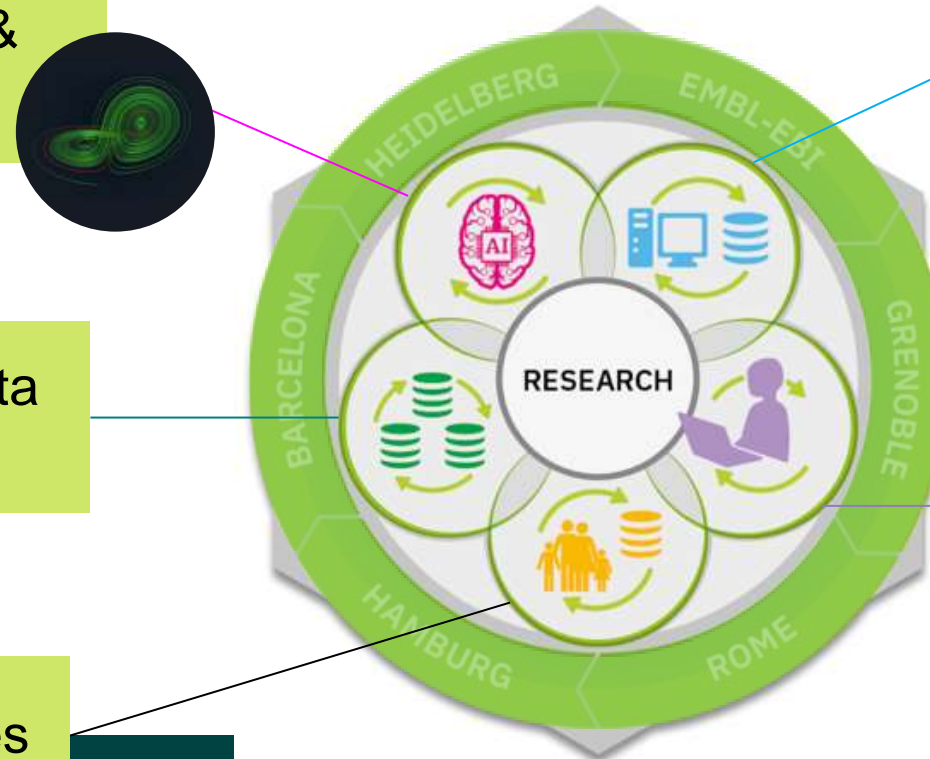 &
HEIDELBERG
EMBL-EBI
AI
BARCELONA
GRENOBLE
RESEARCH
ta
HAMBURG
ROME
es